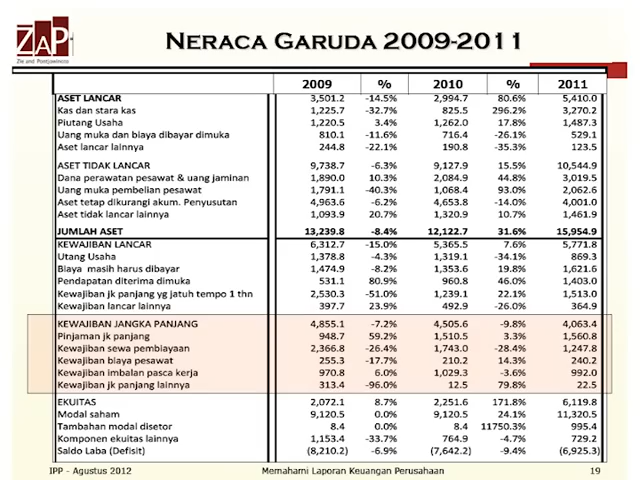 ZAP
Zie and Pontjowinoto
NERACA GARUDA 2009-2011
2009 % 2010 % 2011
ASET LANCAR 3,501.2 -14.5% 2,994.7 80.6% 5,410.0
Kas dan stara kas 1,225.7 -32.7% 825.5 296.2% 3,270.2
Piutang Usaha 1,220.5 3.4% 1,262.0 17.8% 1,487.3
Uang muka dan biaya dibayar dimuka 810.1 -11.6% 716.4 -26.1% 529.1
Aset lancar lainnya 244.8 -22.1% 190.8 -35.3% 123.5
ASET TIDAK LANCAR 9,738.7 -6.3% 9,127.9 15.5% 10,544.9
Dana perawatan pesawat & uang jaminan 1,890.0 10.3% 2,084.9 44.8% 3,019.5
Uang muka pembelian pesawat 1,791.1 -40.3% 1,068.4 93.0% 2,062.6
Aset tetap dikurangi akum. Penyusutan 4,963.6 -6.2% 4,653.8 -14.0% 4,001.0
Aset tidak lancar lainnya 1,093.9 20.7% 1,320.9 10.7% 1,461.9
JUMLAH ASET 13,239.8 -8.4% 12,122.7 31.6% 15,954.9
KEWAJIBAN LANCAR 6,312.7 -15.0% 5,365.5 7.6% 5,771.8
Utang Usaha 1,378.8 -4.3% 1,319.1 -34.1% 869.3
Biaya masih harus dibayar 1,474.9 -8.2% 1,353.6 19.8% 1,621.6
Pendapatan diterima dimuka 531.1 80.9% 960.8 46.0% 1,403.0
Kewajiban jk panjang yg jatuh tempo 1 thn 2,530.3 -51.0% 1,239.1 22.1% 1,513.0
Kewajiban lancar lainnya 397.7 23.9% 492.9 -26.0% 364.9
KEWAJIBAN JANGKA PANJANG 4,855.1 -7.2% 4,505.6 -9.8% 4,063.4
Pinjaman jk panjang 948.7 59.2% 1,510.5 3.3% 1,560.8
Kewajiban sewa pembiayaan 2,366.8 -26.4% 1,743.0 -28.4% 1,247.8
Kewajiban biaya pesawat 255.3 -17.7% 210.2 14.3% 240.2
Kewajiban imbalan pasca kerja 970.8 6.0% 1,029.3 -3.6% 992.0
Kewajiban jk panjang lainnya 313.4 -96.0% 12.5 79.8% 22.5
EKUITAS 2,072.1 8.7% 2,251.6 171.8% 6,119.8
Modal saham 9,120.5 0.0% 9,120.5 24.1% 11,320.5
Tambahan modal disetor 8.4 0.0% 8.4 11750.3% 995.4
Komponen ekuitas lainnya 1,153.4 -33.7% 764.9 -4.7% 729.2
Saldo Laba (Defisit) (8,210.2) -6.9% (7,642.2) -9.4% (6,925.3)
IPP - Agustus 2012 Memahami Laporan Keuangan Perusahaan 19